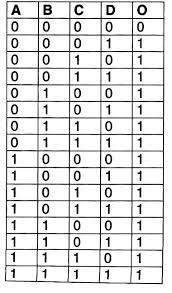 A B C D O
0 0 0 0 0
0 0 0 1 1
0 0 1 0 1
0 0 1 1 1
0 1 0 0 1
0 1 0 1 1
0 1 1 0 1
0 1 1 1 1
1 0 0 0 1
1 0 0 1 1
1 0 1 0 1
1 0 1 1 1
1 1 0 0 1
1 1 0 1 1
1 1 1 0 1
1 1 1 1 1